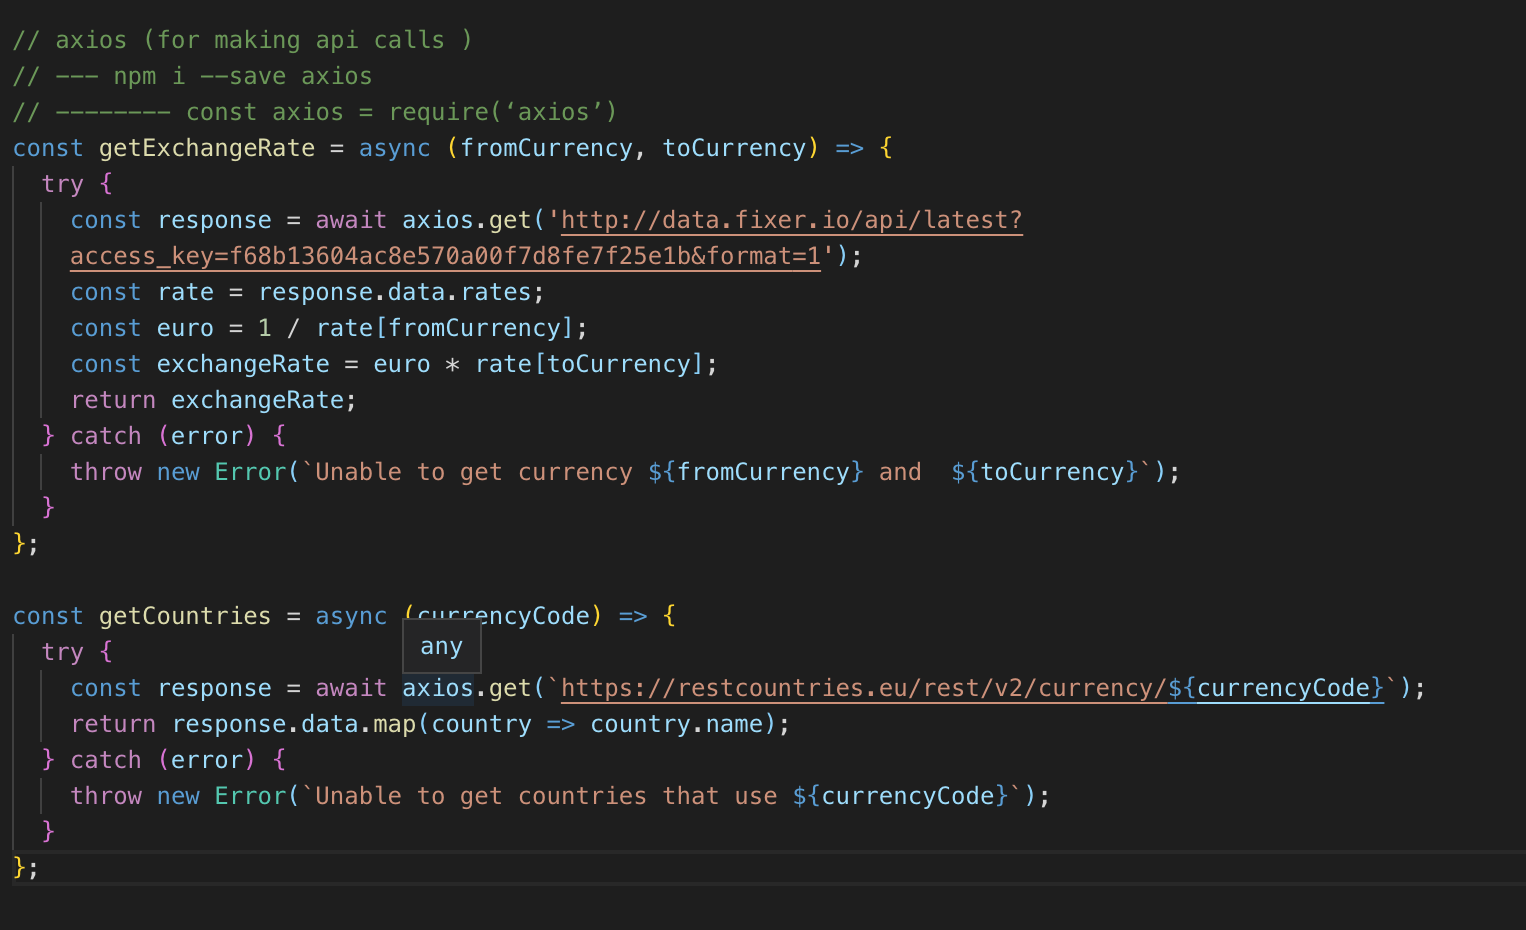 // axios (for making api calls )
// --- npm i --save axios
// -------- const axios = require(‘axios’)
const getExchangeRate = async (fromCurrency, toCurrency) => {
try {
const response = await axios.get('http://data.fixer.io/api/latest?
access_key=f68b13604ac8e570a00f7d8fe7f25e1b&format=1');
const rate = response.data.rates;
const euro = 1 / rate[fromCurrency];
const exchangeRate = euro * rate[toCurrency];
return exchangeRate;
} catch (error) {
throw new Error(`Unable to get currency ${fromCurrency} and  ${toCurrency}`);
}
};
const getCountries = async (currencyCode) => {
any
try {
const response = await axios.get(`https://restcountries.eu/rest/v2/currency/${currencyCode}`);
return response.data.map(country => country.name);
} catch (error) {
throw new Error(`Unable to get countries that use ${currencyCode}`);
}
};